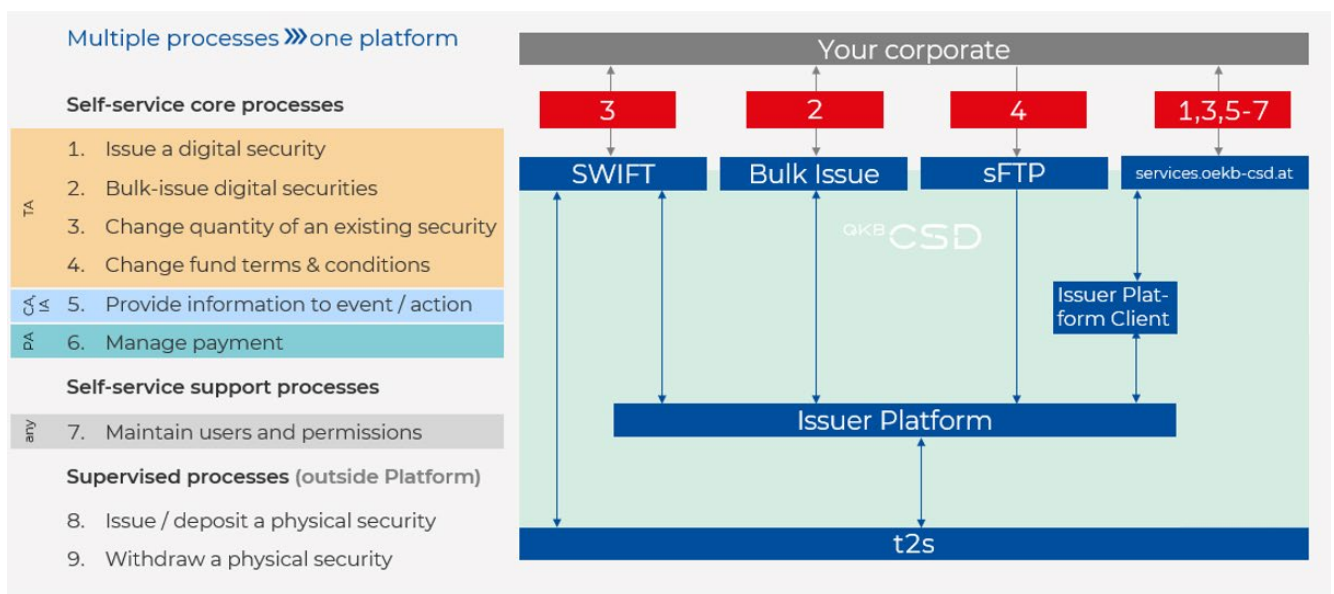 Multiple processes »» one platform
Self-service core processes
TA
1. Issue a digital security
2. Bulk-issue digital securities
3. Change quantity of an existing security
4. Change fund terms & conditions
5. Provide information to event / action
PA
6. Manage payment
Self-service support processes
any
7. Maintain users and permissions
Supervised processes (outside Platform)
8. Issue / deposit a physical security
9. Withdraw a physical security
Your corporate
3
2
4
1,3,5-7
SWIFT
Bulk Issue
sFTP
services.oekb-csd.at
CSD
Issuer Plat-
form Client
Issuer Platform
t2s